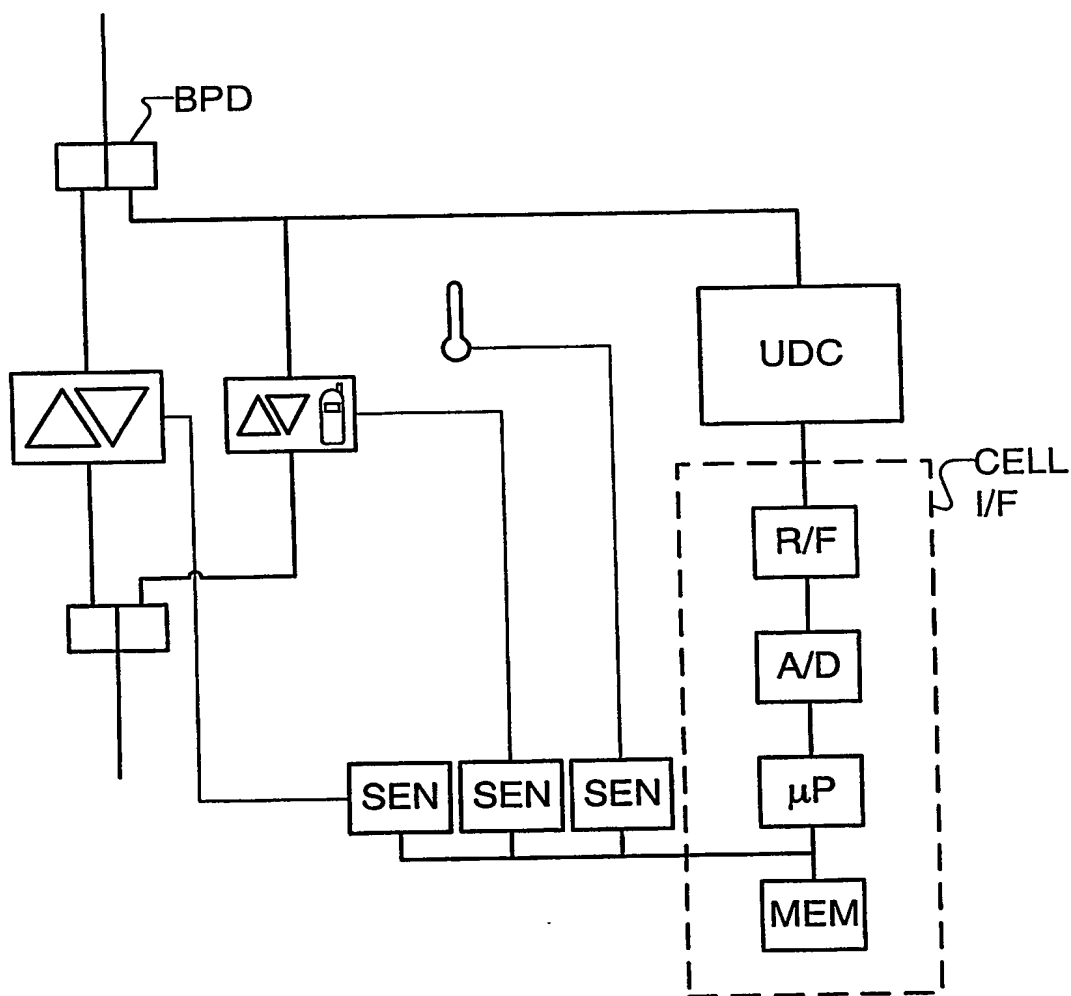 BPD
UDC
CELL
I/F
R/F
A/D
SEN
SEN
SEN
μP
MEM